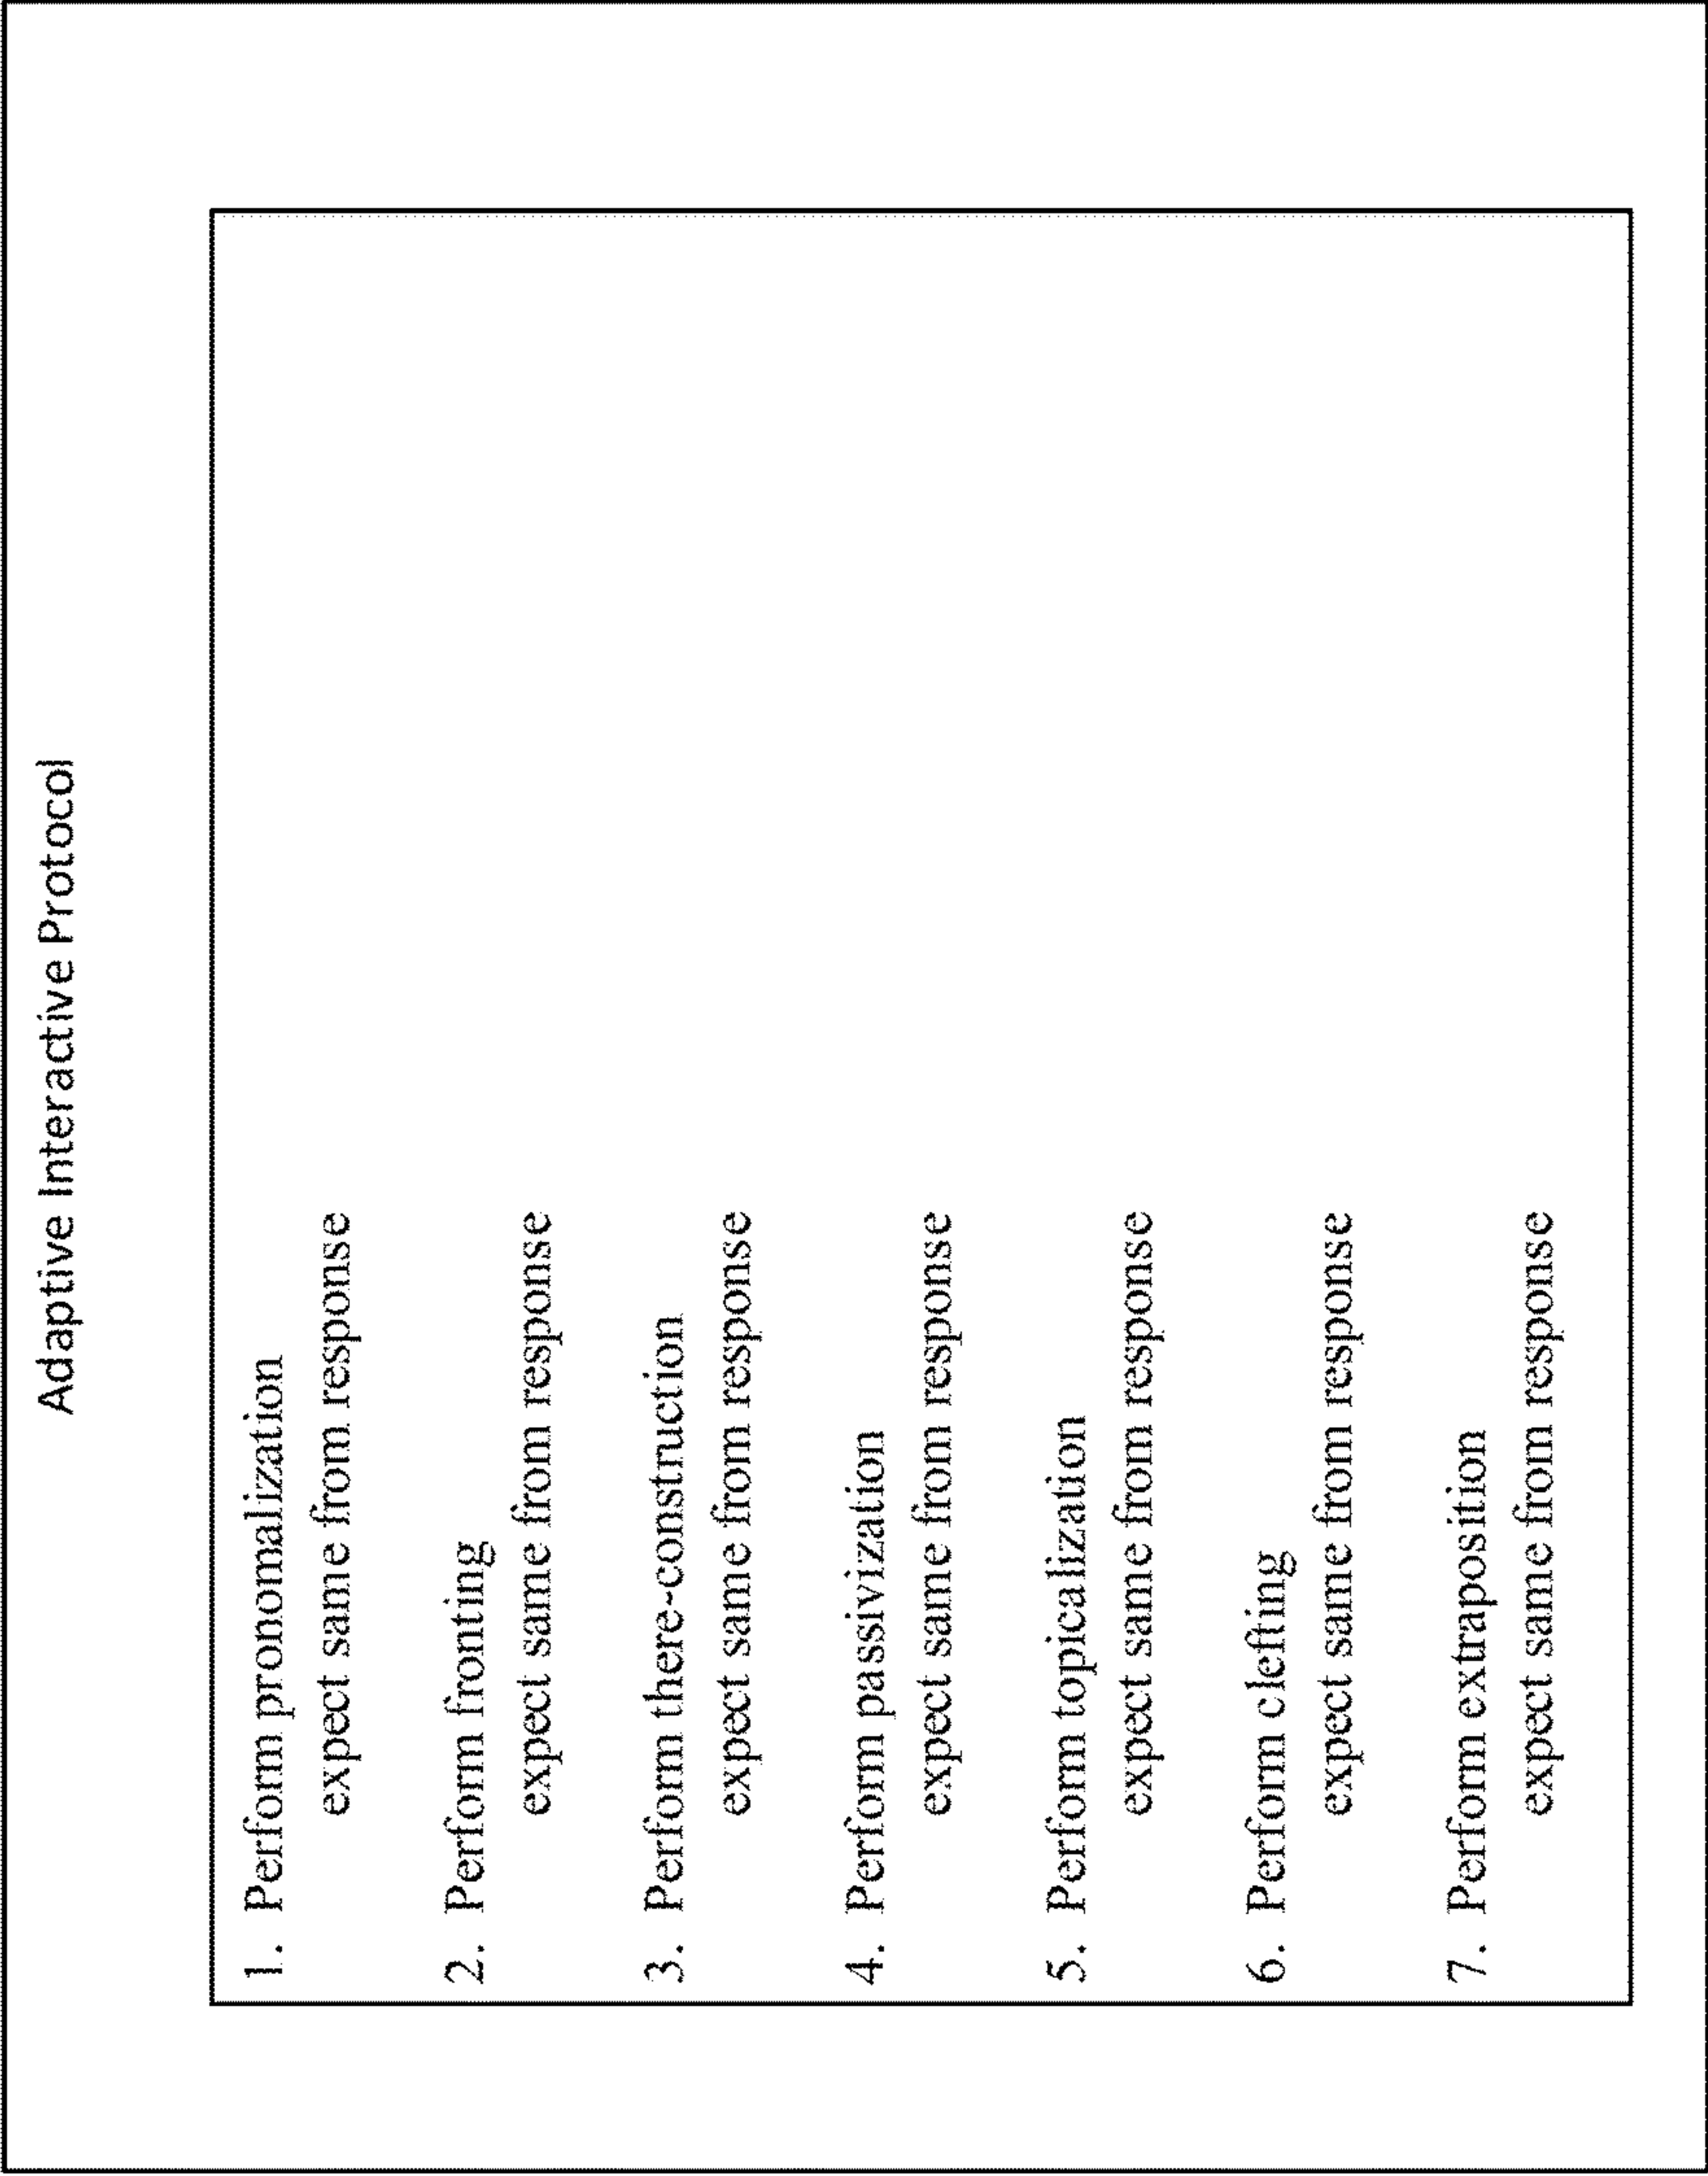 Adaptive Interactive Protocol
1. Perform pronomalization
expect same from response
2. Perform fronting
expect same from response
3. Perform there-construction
expect same from response
4. Perform passivization
expect same from response
5. Perform topicalization
expect same from response
6. Perform clefting
expect same from response
7. Perform extraposition
expect same from response